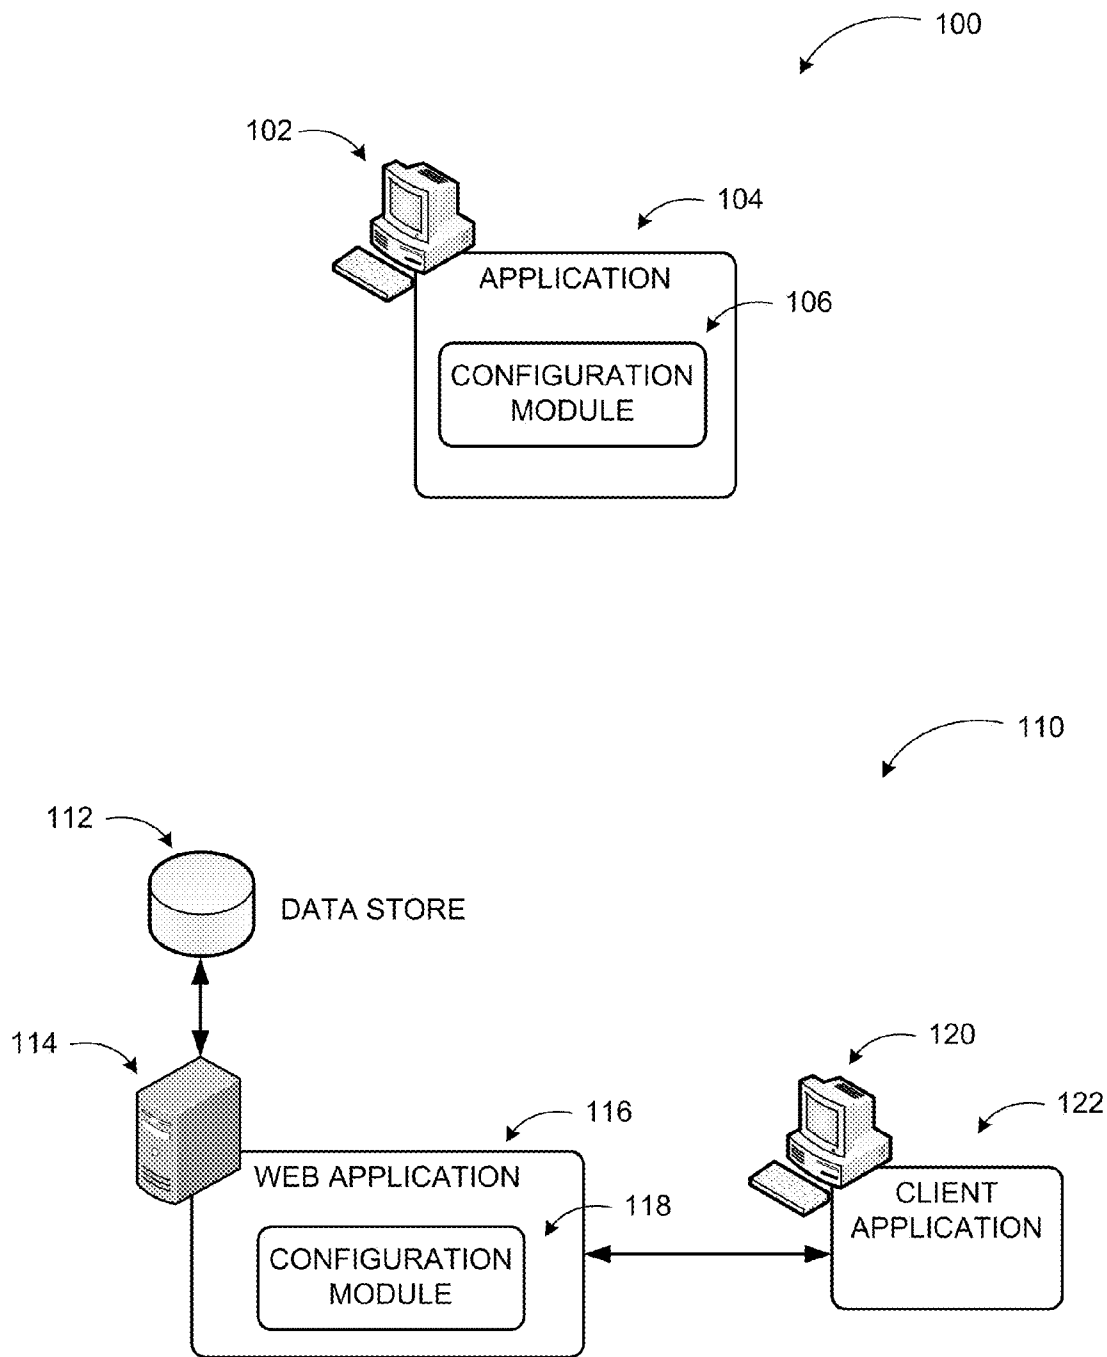 100
102
104
APPLICATION
106
CONFIGURATION
MODULE
110
112
DATA STORE
114
120
116
122
WEB APPLICATION
CLIENT
APPLICATION
118
CONFIGURATION
MODULE